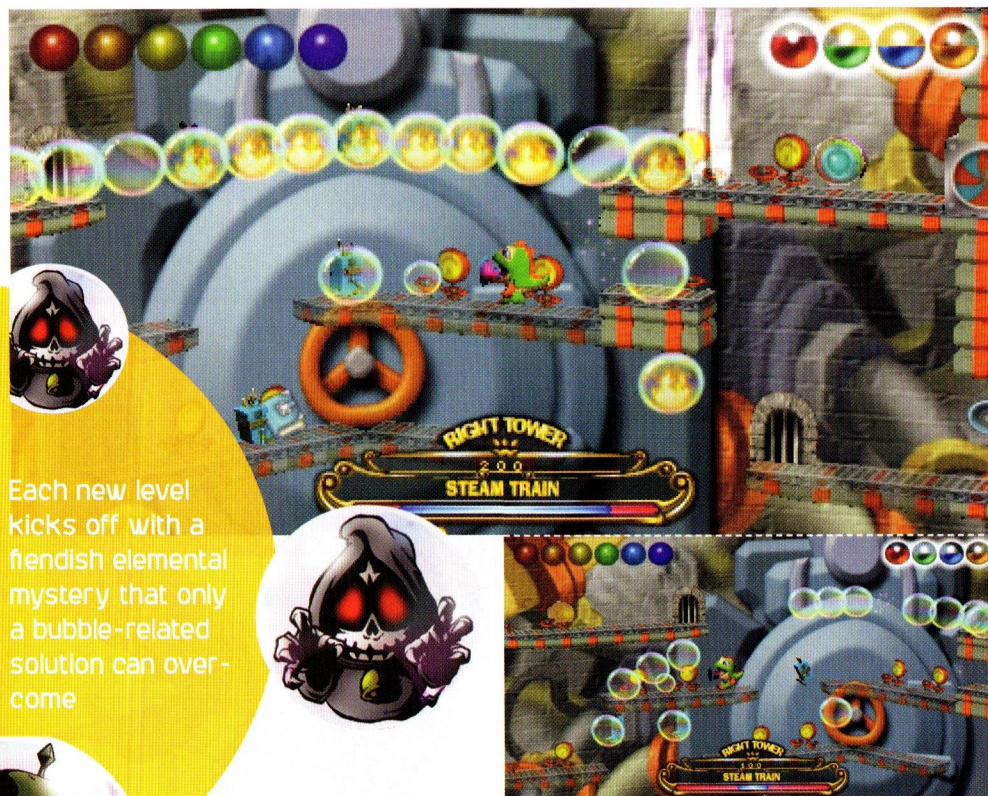 RIGHT TOWER
200
STEAM TRAIN
Each new level
kicks off with a
fiendish elemental
mystery that only
a bubble-related
solution can over-
come
RIGHT TOWER
STEAM TRAIN